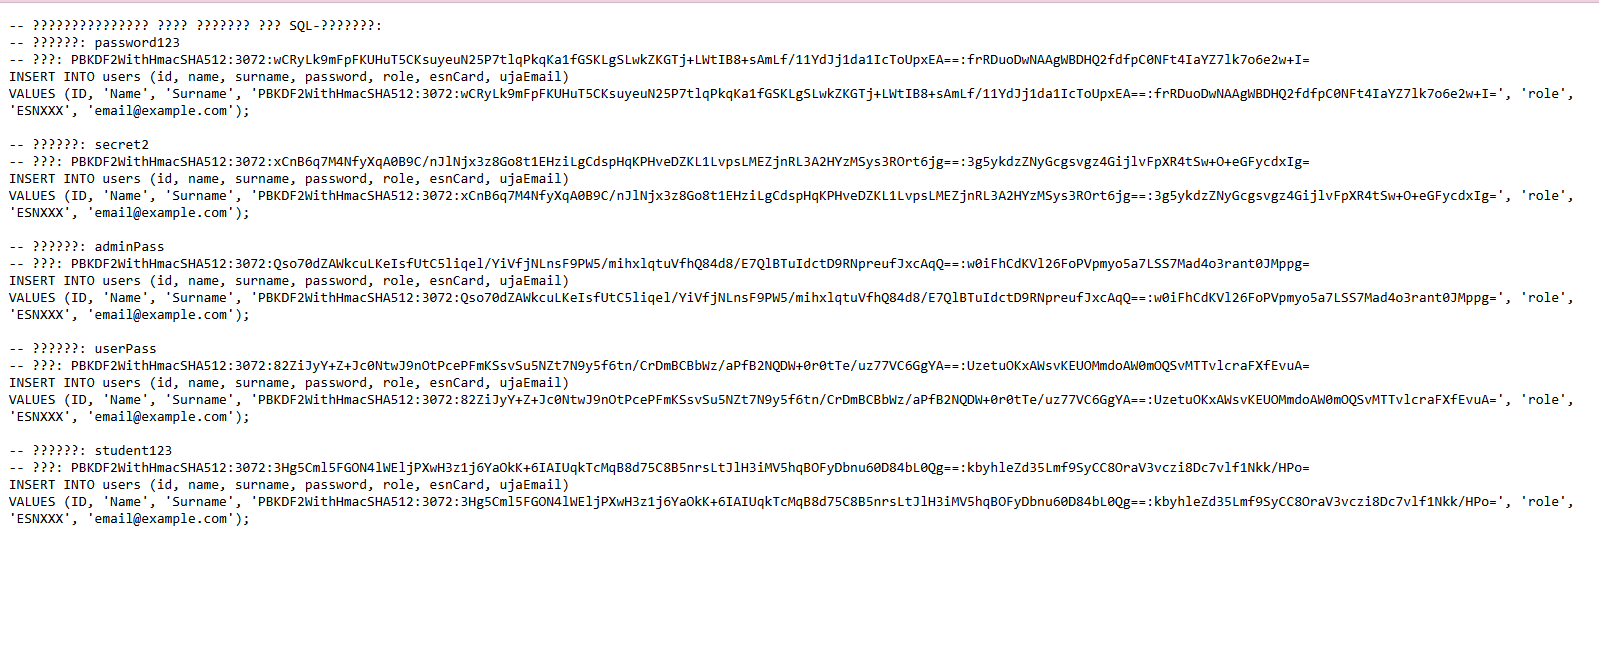 -- ??????????????? ???? ??????? ??? SQL-???????:
-- ??????: password123
-- ???: PBKDF2WithHmacSHA512:3072:wCRyLk9mFpFKUHuT5CKsuyeuN25P7tlqPkqKa1fGSKLgSLwkZKGTj+LWtIB8+sAmLf/11YdJj1da1IcToUpxEA==:frRDuoDwNAAgWBDHQ2fdfpC0NFt4IaYZ7lk7o6e2w+I=
INSERT INTO users (id, name, surname, password, role, esnCard, ujaEmail)
VALUES (ID, 'Name', 'Surname', 'PBKDF2WithHmacSHA512:3072:wCRyLk9mFpFKUHuT5CKsuyeuN25P7tlqPkqKa1fGSKLgSLwkZKGTj+LWtIB8+sAmLf/11YdJj1da1IcToUpxEA==:frRDuoDwNAAgWBDHQ2fdfpC0NFt4IaYZ7lk7o6e2w+I=', 'role',
'ESNXXX', 'email@example.com');
-- ??????: secret2
-- ???: PBKDF2WithHmacSHA512:3072:xCnB6q7M4NfyXqA0B9C/nJlNjx3z8Go8t1EHziLgCdspHqKPHveDZKL1LvpsLMEZjnRL3A2HYzMSys3ROrt6jg==:3g5ykdzZNyGcgsvgz4GijlvFpXR4tSw+O+eGFycdxIg=
INSERT INTO users (id, name, surname, password, role, esnCard, ujaEmail)
VALUES (ID, 'Name', 'Surname', 'PBKDF2WithHmacSHA512:3072:xCnB6q7M4NfyXqA0B9C/nJlNjx3z8Go8t1EHziLgCdspHqKPHveDZKL1LvpsLMEZjnRL3A2HYzMSys3ROrt6jg==:3g5ykdzZNyGcgsvgz4GijlvFpXR4tSw+O+eGFycdxIg=', 'role',
'ESNXXX', 'email@example.com');
-- ??????: adminPass
-- ???: PBKDF2WithHmacSHA512:3072:Qso70dZAWkcuLKeIsfUtC5liqel/YiVfjNLnsF9PW5/mihxlqtuVfhQ84d8/E7QlBTuIdctD9RNpreufJxcAqQ==:w0iFhCdKVl26FoPVpmyo5a7LSS7Mad4o3rant0JMppg=
INSERT INTO users (id, name, surname, password, role, esnCard, ujaEmail)
VALUES (ID, 'Name', 'Surname', 'PBKDF2WithHmacSHA512:3072:Qso70dZAWkcuLKeIsfUtC5liqel/YiVfjNLnsF9PW5/mihxlqtuVfhQ84d8/E7QlBTuIdctD9RNpreufJxcAqQ==:w0iFhCdKVl26FoPVpmyo5a7LSS7Mad4o3rant0JMppg=', 'role',
'ESNXXX', 'email@example.com');
-- ??????: userPass
-- ???: PBKDF2WithHmacSHA512:3072:82ZiJyY+Z+Jc0NtwJ9nOtPcePFmKSsvSu5NZt7N9y5f6tn/CrDmBCBbWz/aPfB2NQDW+0r0tTe/uz77VC6GgYA==:UzetuOKxAWsvKEUOMmdoAW0mOQSvMTTvlcraFXfEvuA=
INSERT INTO users (id, name, surname, password, role, esnCard, ujaEmail)
VALUES (ID, 'Name', 'Surname', 'PBKDF2WithHmacSHA512:3072:82ZiJyY+Z+Jc0NtwJ9nOtPcePFmKSsvSu5NZt7N9y5f6tn/CrDmBCBbWz/aPfB2NQDW+0r0tTe/uz77VC6GgYA==:UzetuOKxAWsvKEUOMmdoAW0mOQSvMTTvlcraFXfEvuA=', 'role',
'ESNXXX', 'email@example.com');
-- ??????: student123
-- ???: PBKDF2WithHmacSHA512:3072:3Hg5Cml5FGON4lWEljPXwH3z1j6YaOkK+6IAIUqkTcMqB8d75C8B5nrsLtJlH3iMV5hqBOFyDbnu60D84bL0Qg==:kbyhleZd35Lmf9SyCC8OraV3vczi8Dc7vlf1Nkk/HPo=
INSERT INTO users (id, name, surname, password, role, esnCard, ujaEmail)
VALUES (ID, 'Name', 'Surname', 'PBKDF2WithHmacSHA512:3072:3Hg5Cml5FGON4lWEljPXwH3z1j6YaOkK+6IAIUqkTcMqB8d75C8B5nrsLtJlH3iMV5hqBOFyDbnu60D84bL0Qg==:kbyhleZd35Lmf9SyCC8OraV3vczi8Dc7vlf1Nkk/HPo=', 'role',
'ESNXXX', 'email@example.com');